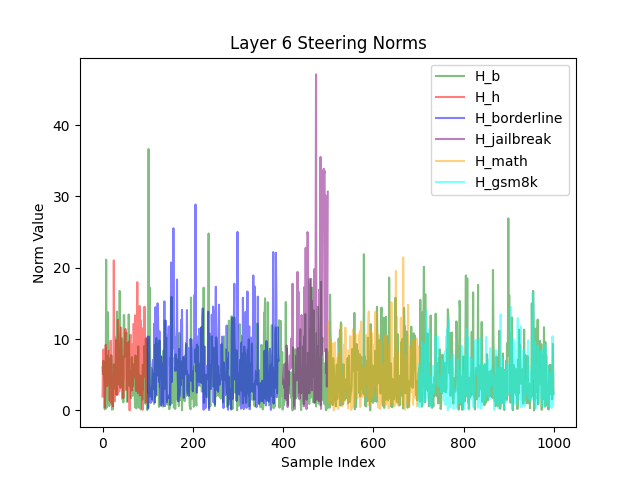 Layer 6 Steering Norms
Norm Value
40
30
20
10
0
H_b
H_h
H_borderline
H_jailbreak
H_math
H_gsm8k
0 200 400 600 800 1000
Sample Index